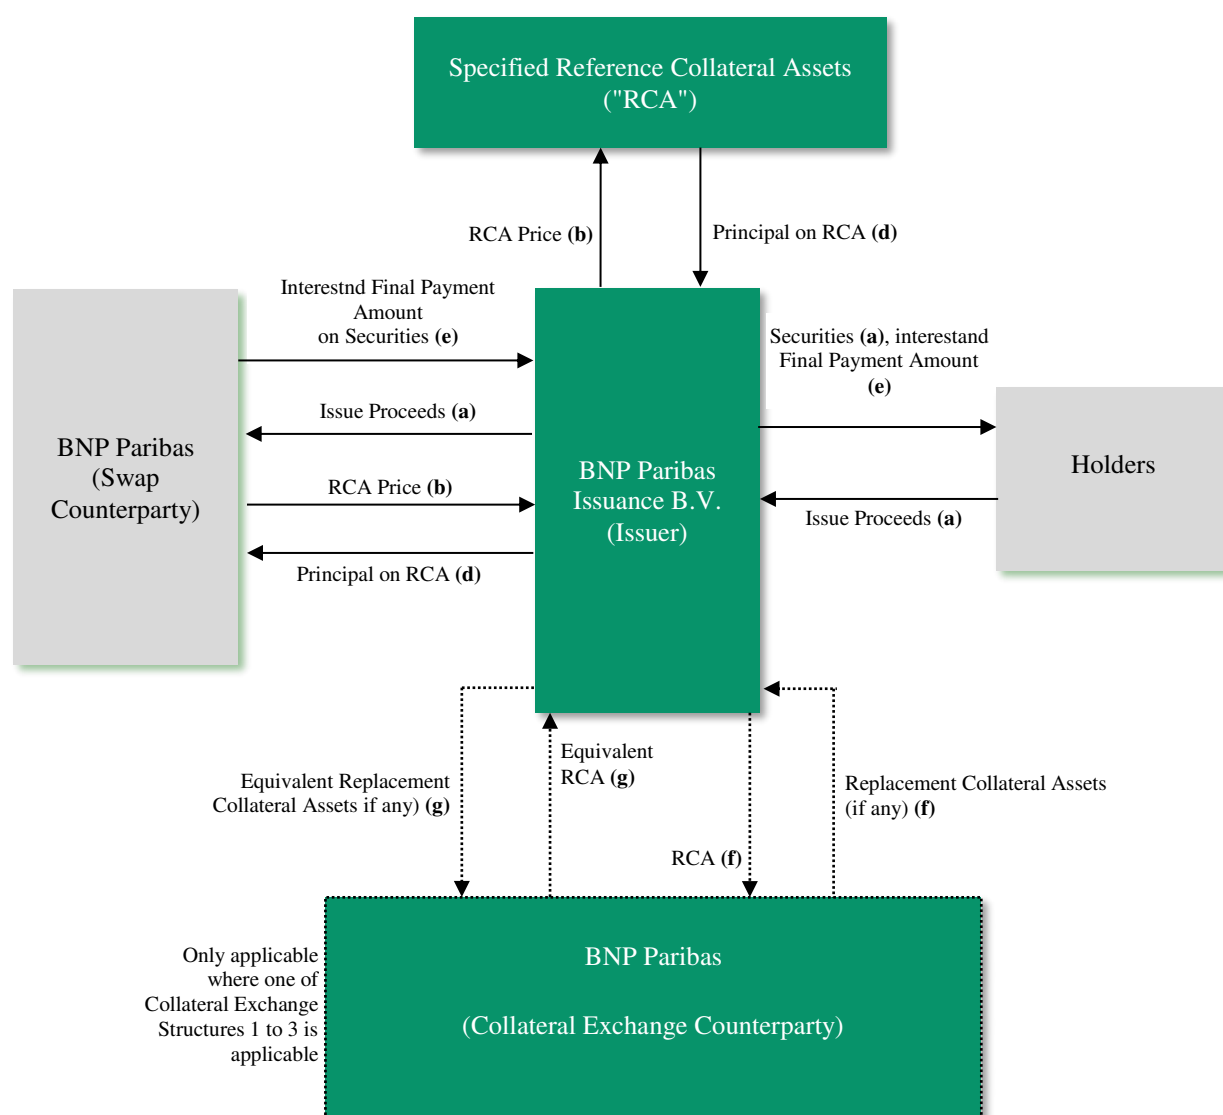 Specified Reference Collateral Assets
("RCA")
RCA Price (b)
Principal on RCA (d)
Interestnd Final Payment
Amount
on Securities (e)
Securities (a), interestand
Final Payment Amount
(e)
Issue Proceeds (a)
BNP Paribas
(Swap
Counterparty)
RCA Price (b)
Principal on RCA (d)
BNP Paribas
Issuance B.V.
(Issuer)
Holders
Issue Proceeds (a)
Equivalent Replacement
Collateral Assets if any) (g)
Equivalent
RCA (g)
RCA (f)
Replacement Collateral Assets
(if any) (f)
Only applicable
where one of
Collateral Exchange
Structures 1 to 3 is
applicable
BNP Paribas
(Collateral Exchange Counterparty)